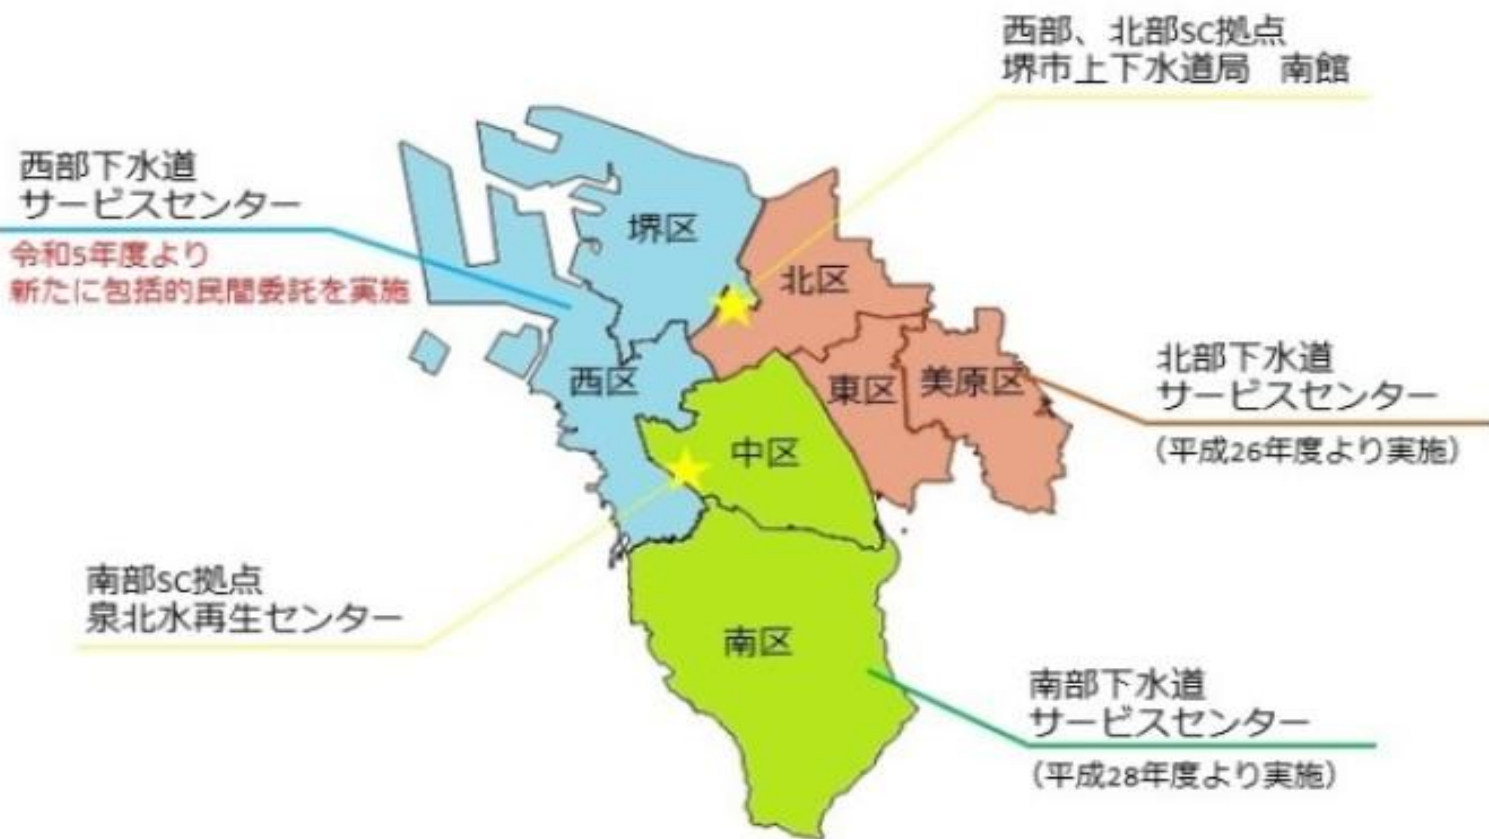 西部、北部SC拠点
堺市上下水道局 南館
西部下水道
サービスセンター
令和5年度より
新たに包括的民間委託を実施
堺区
北区
西区
東区
美原区
北部下水道
サービスセンター
(平成26年度より実施)
中区
南部SC拠点
泉北水再生センター
南区
南部下水道
サービスセンター
(平成28年度より実施)